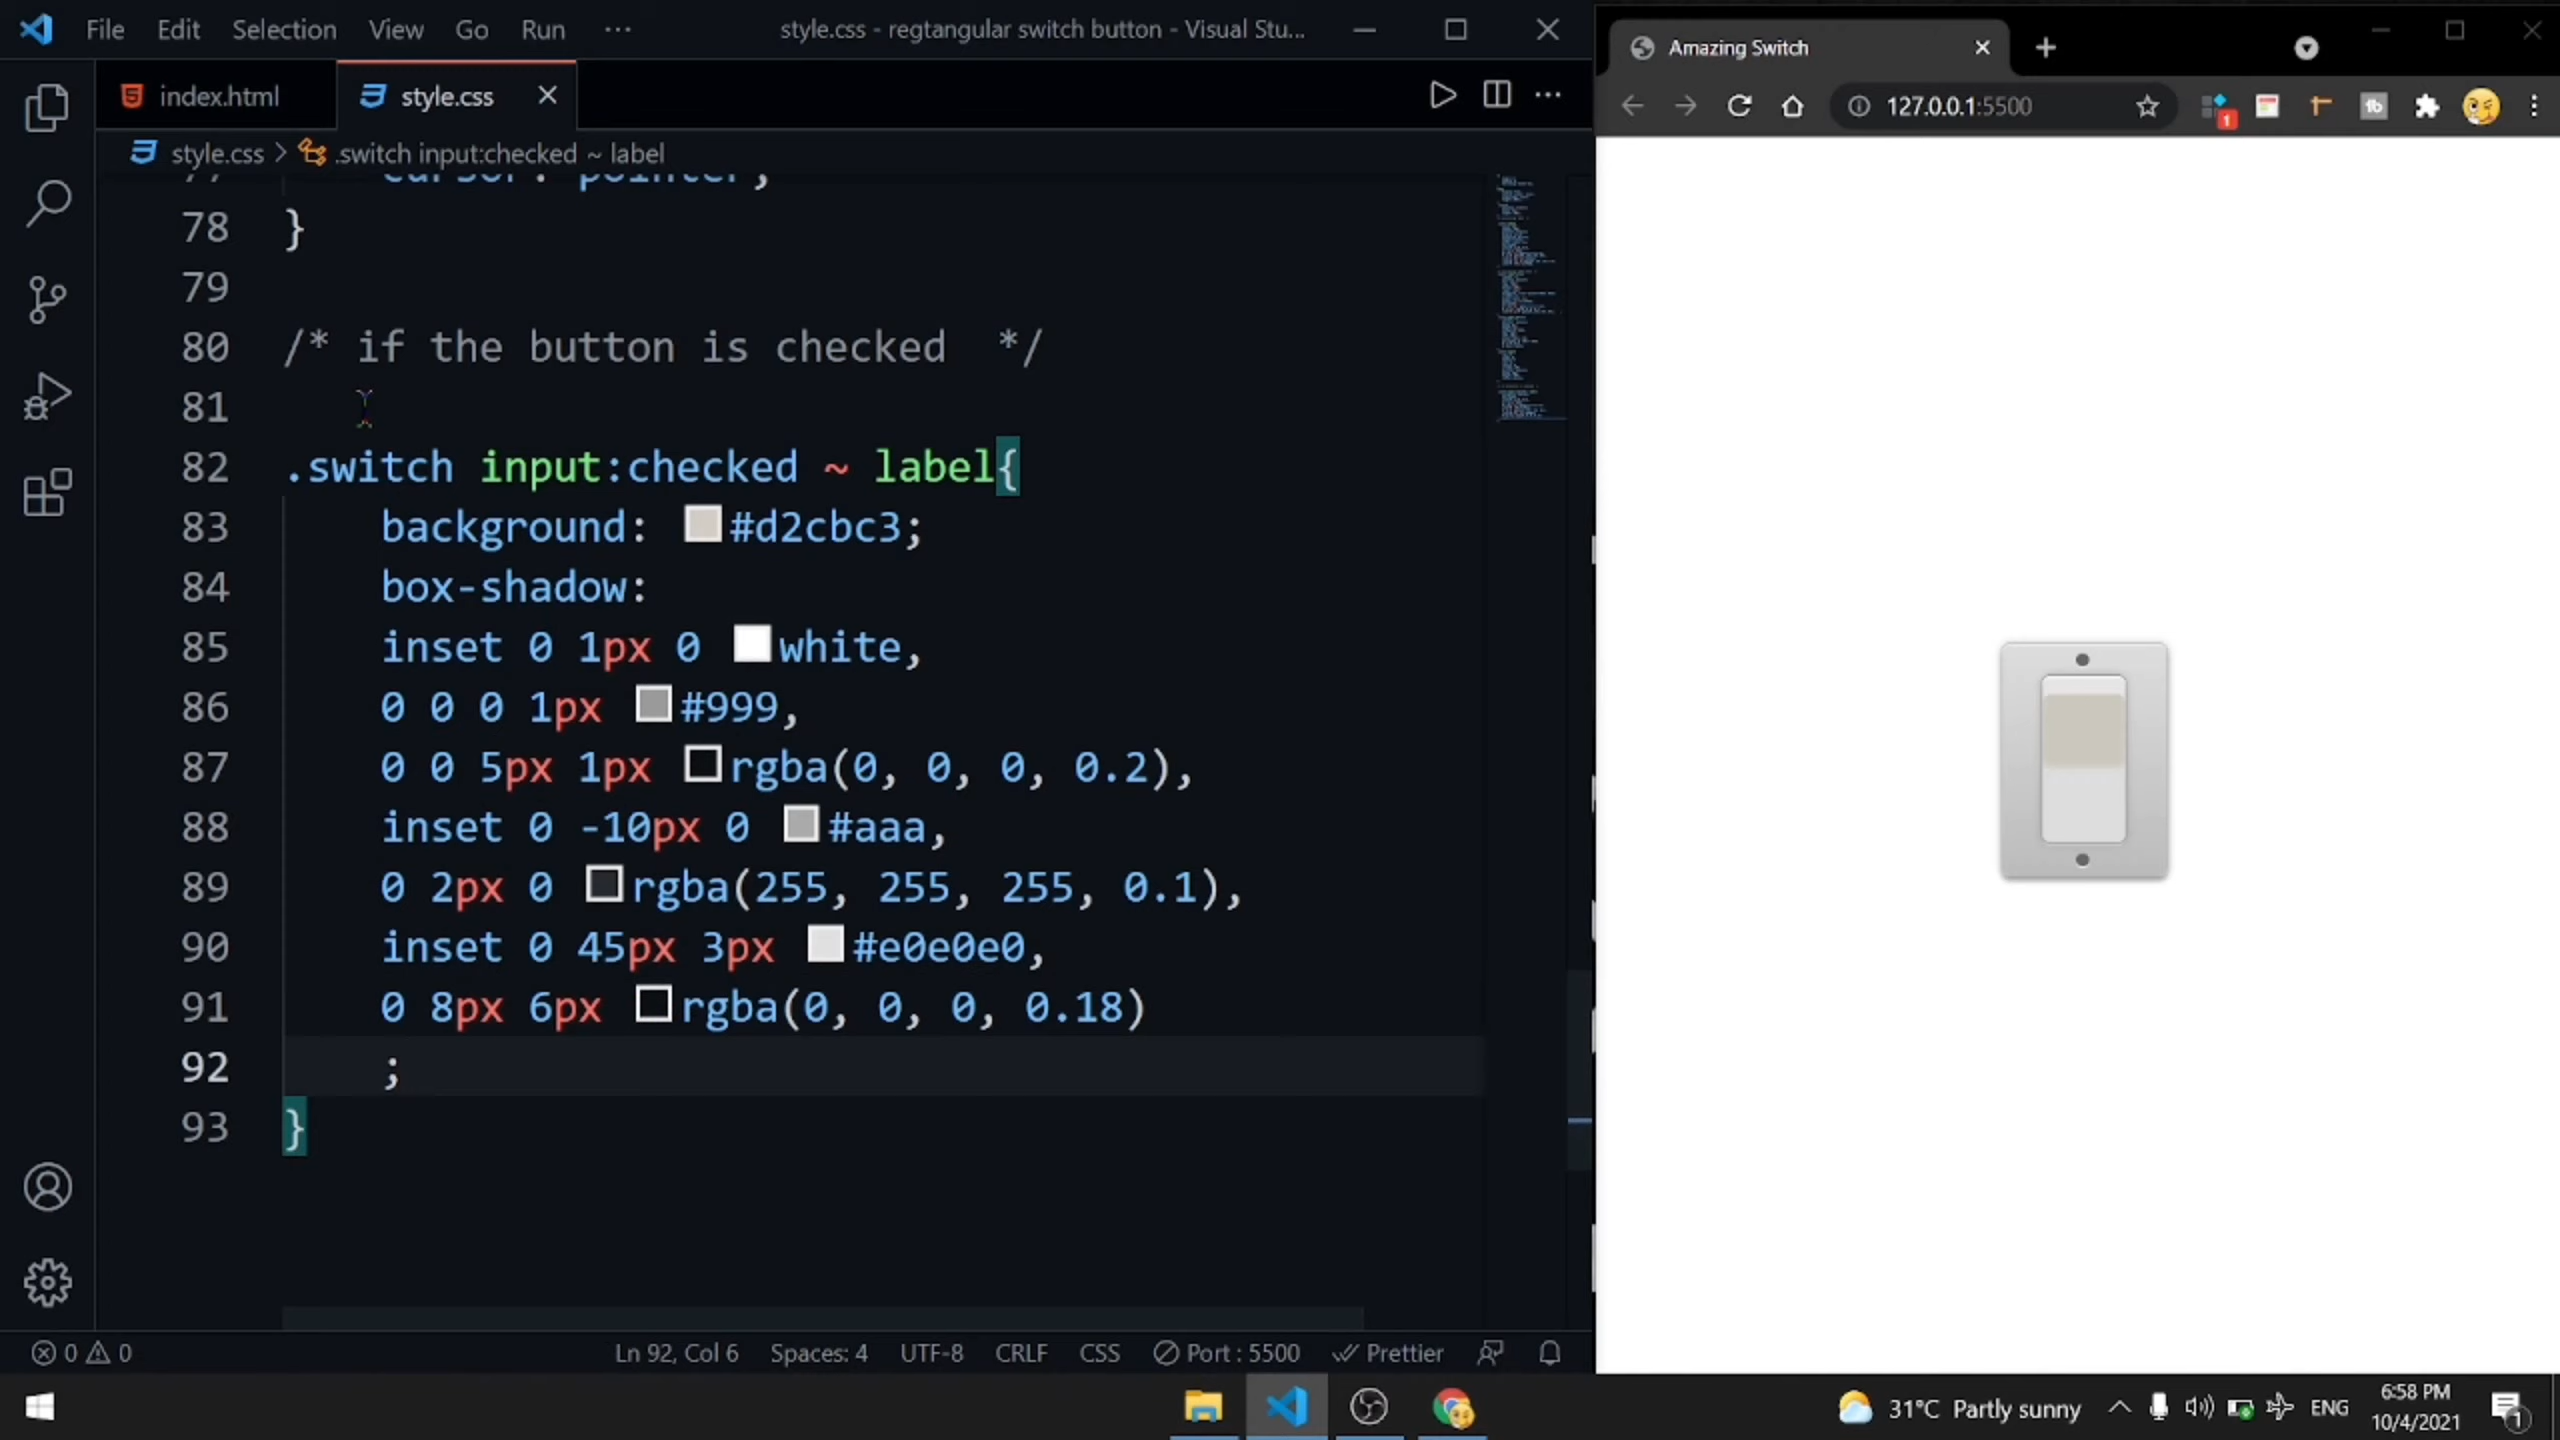 File Edit Selection View Go Run ··· style.css - regtangular switch button - Visual Stu...
index.html style.css
style.css > .switch input:checked ~ label
77 cursor: pointer;
78 }
79
80 /* if the button is checked */
81
82 .switch input:checked ~ label{
83 background: #d2cbc3;
84 box-shadow:
85 inset 0 1px 0 white,
86 0 0 0 1px #999,
87 0 0 5px 1px rgba(0, 0, 0, 0.2),
88 inset 0 -10px 0 #aaa,
89 0 2px 0 rgba(255, 255, 255, 0.1),
90 inset 0 45px 3px #e0e0e0,
91 0 8px 6px rgba(0, 0, 0, 0.18)
92 ;
93 }
0 0 Ln 92, Col 6 Spaces: 4 UTF-8 CRLF CSS Port : 5500 Prettier
Amazing Switch
127.0.0.1:5500
1
31°C Partly sunny ENG
6:58 PM
10/4/2021
1